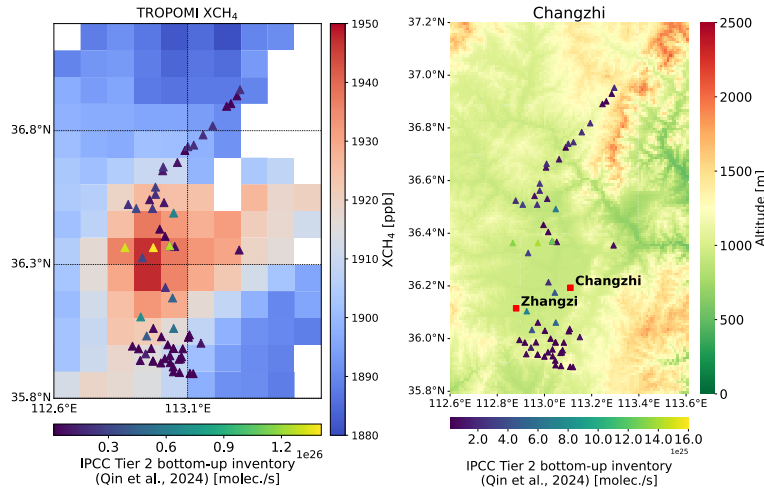 TROPOMI XCH₄
36.8°N
36.3°N
35.8°N
112.6°E
113.1°E
1950
1940
1930
1920
1910
1900
1890
1880
XCH₄ [ppb]
0.3
0.6
0.9
1.2
1e26
IPCC Tier 2 bottom-up inventory
(Qin et al., 2024) [molec./s]
Changzhi
37.2°N
37.0°N
36.8°N
36.6°N
36.4°N
36.2°N
36.0°N
35.8°N
112.6°E
112.8°E
113.0°E
113.2°E
113.4°E
113.6°E
Changzhi
Zhangzi
2500
2000
1500
1000
500
0
Altitude [m]
2.0
4.0
6.0
8.0
10.0
12.0
14.0
16.0
1e25
IPCC Tier 2 bottom-up inventory
(Qin et al., 2024) [molec./s]